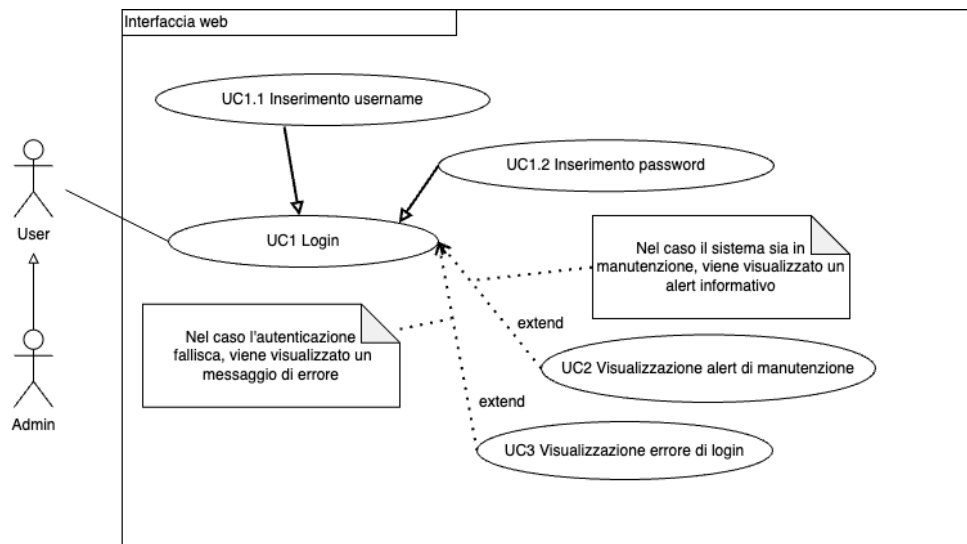 Interfaccia web
UC1.1 Inserimento username
UC1.2 Inserimento password
User
UC1 Login
Nel caso il sistema sia in
manutenzione, viene visualizzato un
alert informativo
Nel caso l'autenticazione
fallisca, viene visualizzato un
messaggio di errore
extend
UC2 Visualizzazione alert di manutenzione
extend
Admin
UC3 Visualizzazione errore di login